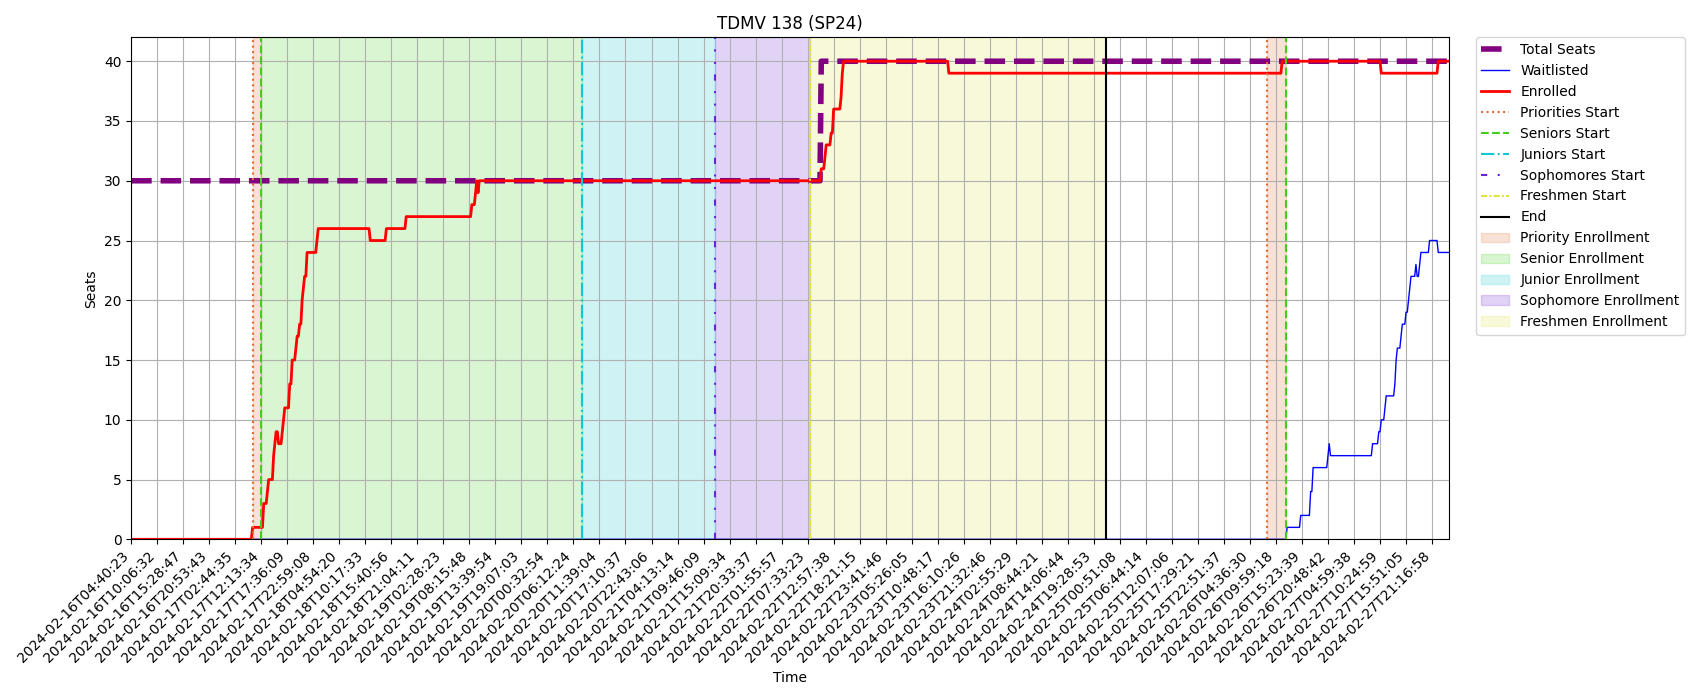 TDMV 138 (SP24)
Seats
40
35
30
25
20
15
10
5
0
2024-02-16T04:40:23
2024-02-16T10:06:32
2024-02-16T15:28:47
2024-02-16T20:53:43
2024-02-17T02:44:35
2024-02-17T12:13:34
2024-02-17T17:36:09
2024-02-17T22:59:08
2024-02-18T04:54:20
2024-02-18T10:17:33
2024-02-18T15:40:56
2024-02-18T21:04:11
2024-02-19T02:28:23
2024-02-19T08:15:48
2024-02-19T13:39:54
2024-02-19T19:07:03
2024-02-20T00:32:54
2024-02-20T06:12:24
2024-02-20T11:39:04
2024-02-20T17:10:37
2024-02-20T22:43:06
2024-02-21T04:13:14
2024-02-21T09:46:09
2024-02-21T15:09:34
2024-02-21T20:33:37
2024-02-22T01:55:57
2024-02-22T07:33:23
2024-02-22T12:57:38
2024-02-22T18:21:15
2024-02-22T23:41:46
2024-02-23T05:26:05
2024-02-23T10:48:17
2024-02-23T16:10:26
2024-02-23T21:32:46
2024-02-24T02:55:29
2024-02-24T08:44:21
2024-02-24T14:06:44
2024-02-24T19:28:53
2024-02-25T00:51:08
2024-02-25T06:44:14
2024-02-25T12:07:06
2024-02-25T17:29:21
2024-02-25T22:51:37
2024-02-26T04:36:30
2024-02-26T09:59:18
2024-02-26T15:23:39
2024-02-26T20:48:42
2024-02-27T04:59:38
2024-02-27T10:24:59
2024-02-27T15:51:05
2024-02-27T21:16:58
Time
Total Seats
Waitlisted
Enrolled
Priorities Start
Seniors Start
Juniors Start
Sophomores Start
Freshmen Start
End
Priority Enrollment
Senior Enrollment
Junior Enrollment
Sophomore Enrollment
Freshmen Enrollment